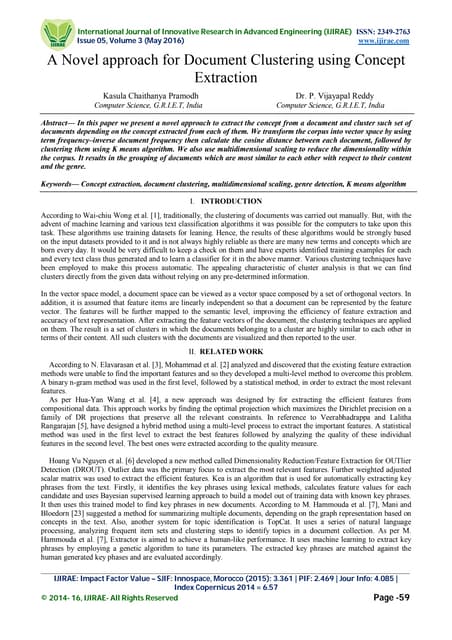 International Journal of Innovative Research in Advanced Engineering (IJIRAE) ISSN: 2349-2763
Issue 05, Volume 3 (May 2016) www.ijirae.com
A Novel approach for Document Clustering using Concept
Extraction
Kasula Chaithanya Pramodh Dr. P. Vijayapal Reddy
Computer Science, G.R.I.E.T, India Computer Science, G.R.I.E.T, India
Abstract— In this paper we present a novel approach to extract the concept from a document and cluster such set of
documents depending on the concept extracted from each of them. We transform the corpus into vector space by using
term frequency–inverse document frequency then calculate the cosine distance between each document, followed by
clustering them using K means algorithm. We also use multidimensional scaling to reduce the dimensionality within
the corpus. It results in the grouping of documents which are most similar to each other with respect to their content
and the genre.
Keywords— Concept extraction, document clustering, multidimensional scaling, genre detection, K means algorithm
I. INTRODUCTION
According to Wai-chiu Wong et al. [1], traditionally, the clustering of documents was carried out manually. But, with the
advent of machine learning and various text classification algorithms it was possible for the computers to take upon this
task. These algorithms use training datasets for leaning. Hence, the results of these algorithms would be strongly based
on the input datasets provided to it and is not always highly reliable as there are many new terms and concepts which are
born every day. It would be very difficult to keep a check on them and have experts identified training examples for each
and every text class thus generated and to learn a classifier for it in the above manner. Various clustering techniques have
been employed to make this process automatic. The appealing characteristic of cluster analysis is that we can find
clusters directly from the given data without relying on any pre-determined information.
In the vector space model, a document space can be viewed as a vector space composed by a set of orthogonal vectors. In
addition, it is assumed that feature items are linearly independent so that a document can be represented by the feature
vector. The features will be further mapped to the semantic level, improving the efficiency of feature extraction and
accuracy of text representation. After extracting the feature vectors of the document, the clustering techniques are applied
on them. The result is a set of clusters in which the documents belonging to a cluster are highly similar to each other in
terms of their content. All such clusters with the documents are visualized and then reported to the user.
II. RELATED WORK
According to N. Elavarasan et al. [3], Mohammad et al. [2] analyzed and discovered that the existing feature extraction
methods were unable to find the important features and so they developed a multi-level method to overcome this problem.
A binary n-gram method was used in the first level, followed by a statistical method, in order to extract the most relevant
features.
As per Hua-Yan Wang et al. [4], a new approach was designed by for extracting the efficient features from
compositional data. This approach works by finding the optimal projection which maximizes the Dirichlet precision on a
family of DR projections that preserve all the relevant constraints. In reference to Veerabhadrappa and Lalitha
Rangarajan [5], have designed a hybrid method using a multi-level process to extract the important features. A statistical
method was used in the first level to extract the best features followed by analyzing the quality of these individual
features in the second level. The best ones were extracted according to the quality measure.
Hoang Vu Nguyen et al. [6] developed a new method called Dimensionality Reduction/Feature Extraction for OUTlier
Detection (DROUT). Outlier data was the primary focus to extract the most relevant features. Further weighted adjusted
scalar matrix was used to extract the efficient features. Kea is an algorithm that is used for automatically extracting key
phrases from the text. Firstly, it identifies the key phrases using lexical methods, calculates feature values for each
candidate and uses Bayesian supervised learning approach to build a model out of training data with known key phrases.
It then uses this trained model to find key phrases in new documents. According to M. Hammouda et al. [7], Mani and
Bloedorn [23] suggested a method for summarizing multiple documents, depending on the graph representation based on
concepts in the text. Also, another system for topic identification is TopCat. It uses a series of natural language
processing, analyzing frequent item sets and clustering steps to identify topics in a document collection. As per M.
Hammouda et al. [7], Extractor is aimed to achieve a human-like performance. It uses machine learning to extract key
phrases by employing a genetic algorithm to tune its parameters. The extracted key phrases are matched against the
human generated key phases and are evaluated accordingly.
IJIRAE: Impact Factor Value – SJIF: Innospace, Morocco (2015): 3.361 | PIF: 2.469 | Jour Info: 4.085 |
Index Copernicus 2014 = 6.57
© 2014- 16, IJIRAE- All Rights Reserved Page -59